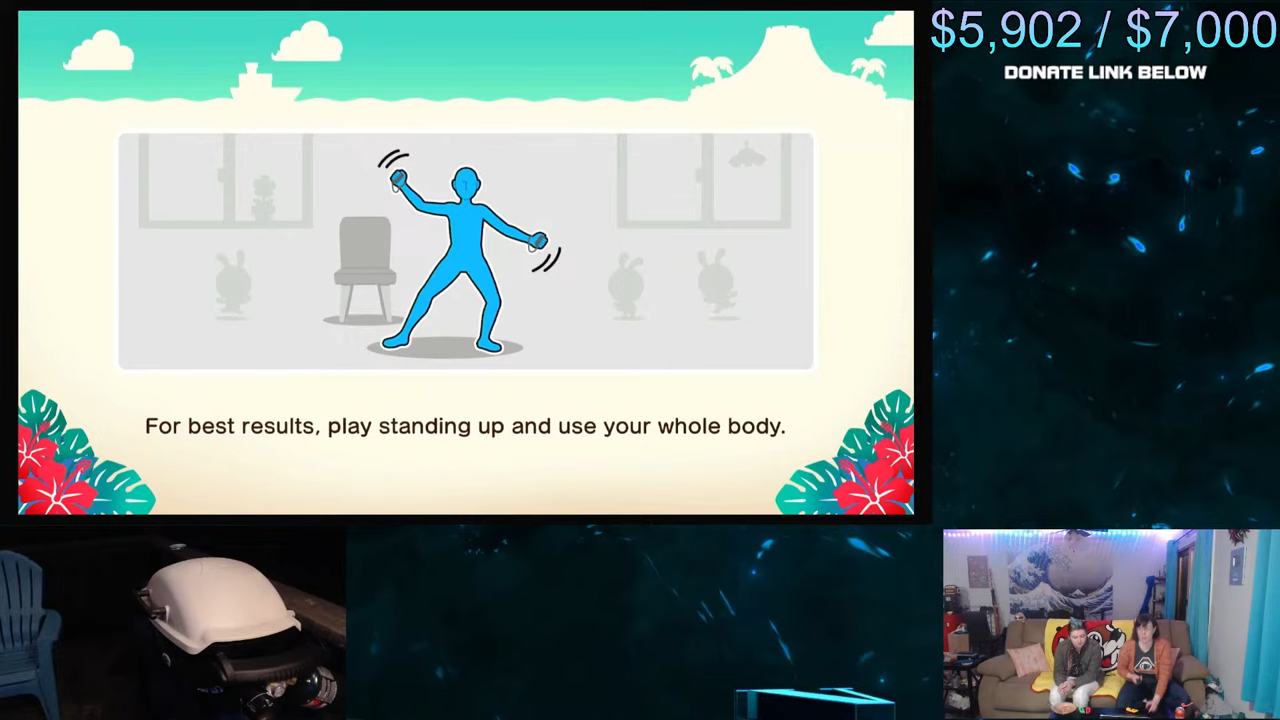 $5,902 / $7,000
DONATE LINK BELOW
For best results, play standing up and use your whole body.